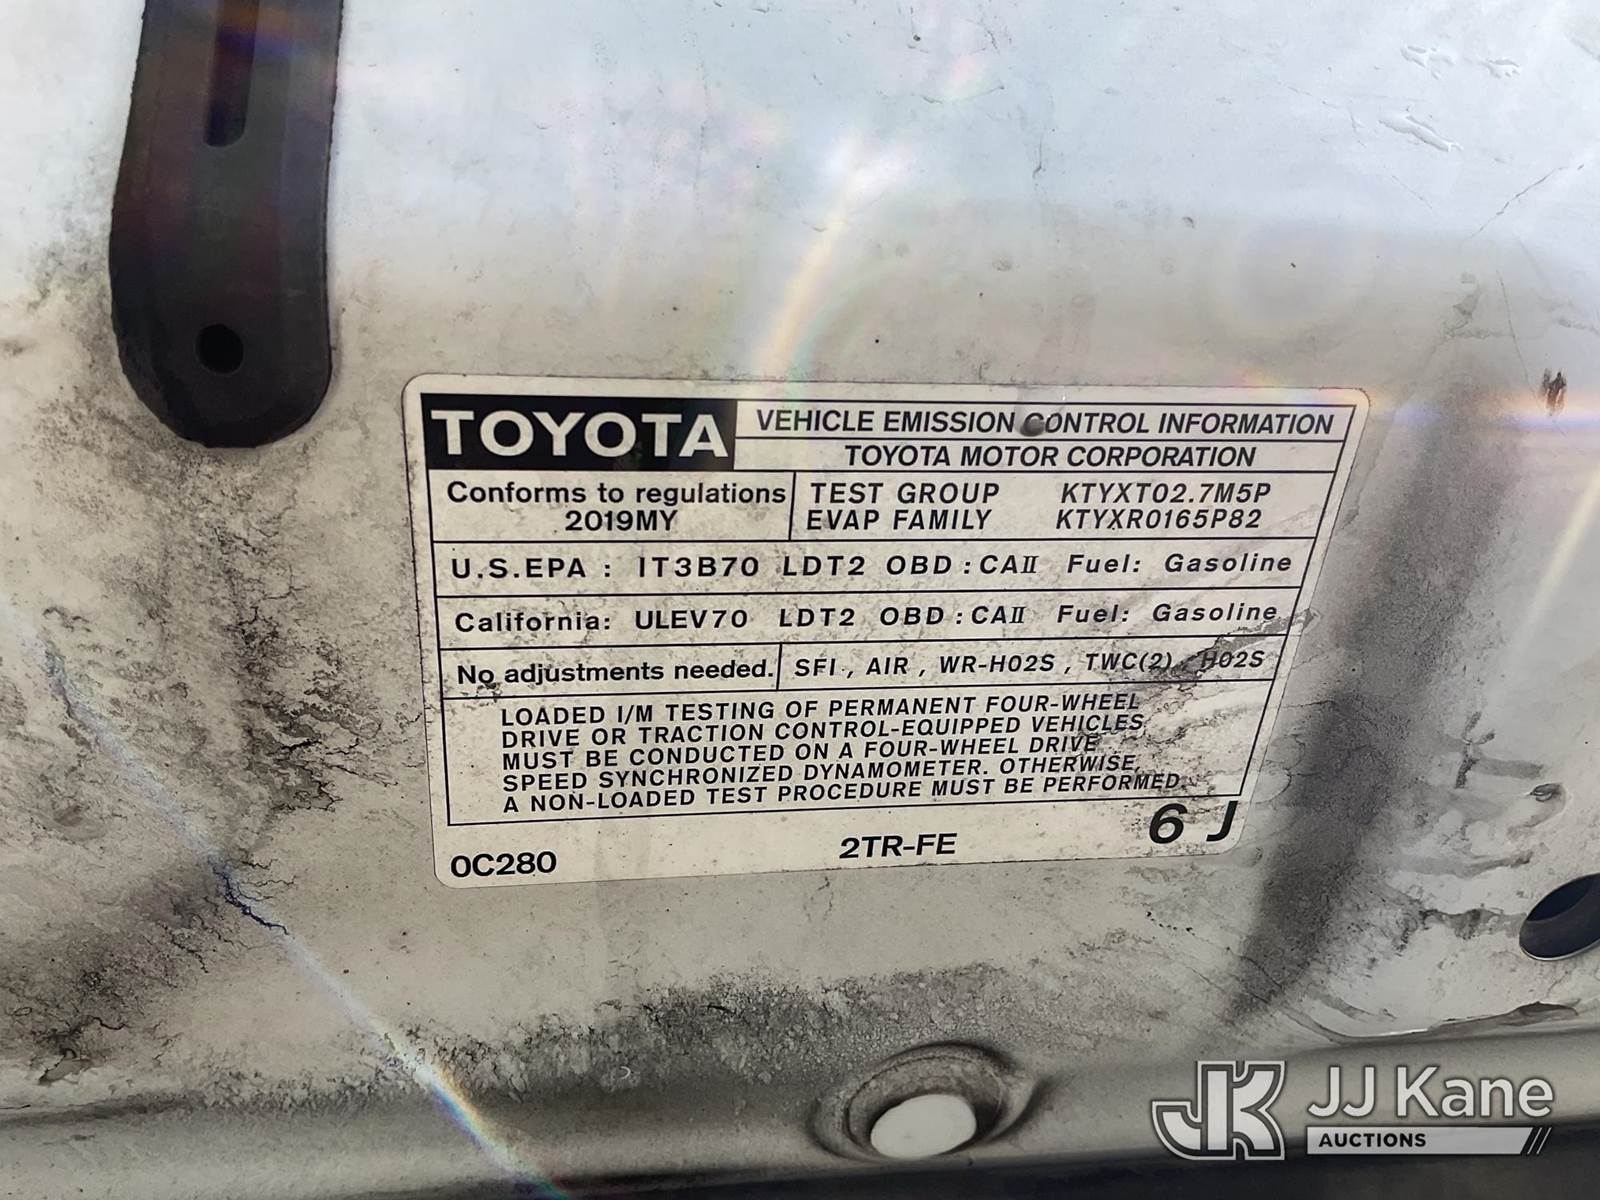 TOYOTA
VEHICLE EMISSION CONTROL INFORMATION
TOYOTA MOTOR CORPORATION
Conforms to regulations
2019MY
TEST GROUP KTYXT02.7M5P
EVAP FAMILY KTYXR0165P82
U.S.EPA : IT3B70 LDT2 OBD : CAII Fuel: Gasoline
California: ULEV70 LDT2 OBD : CAII Fuel: Gasoline
No adjustments needed.
SFI , AIR , WR-HO2S , TWC(2) , HO2S
LOADED I/M TESTING OF PERMANENT FOUR-WHEEL
DRIVE OR TRACTION CONTROL-EQUIPPED VEHICLES
MUST BE CONDUCTED ON A FOUR-WHEEL DRIVE
SPEED SYNCHRONIZED DYNAMOMETER. OTHERWISE,
A NON-LOADED TEST PROCEDURE MUST BE PERFORMED.
0C280
2TR-FE
6 J
JK
JJ Kane
AUCTIONS